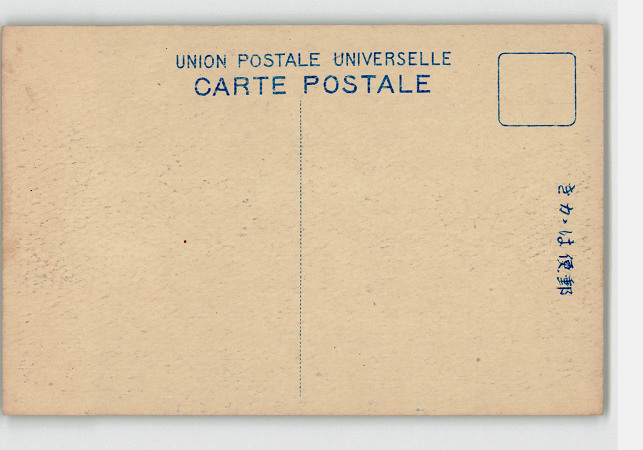 UNION POSTALE UNIVERSELLE
CARTE POSTALE
郵便はがき